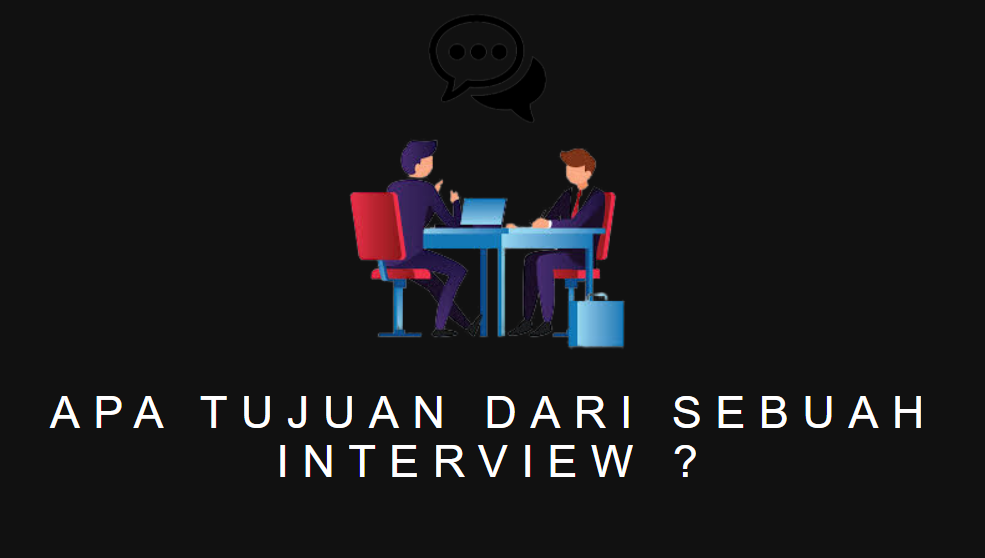 APA TUJUAN DARI SEBUAH
INTERVIEW ?